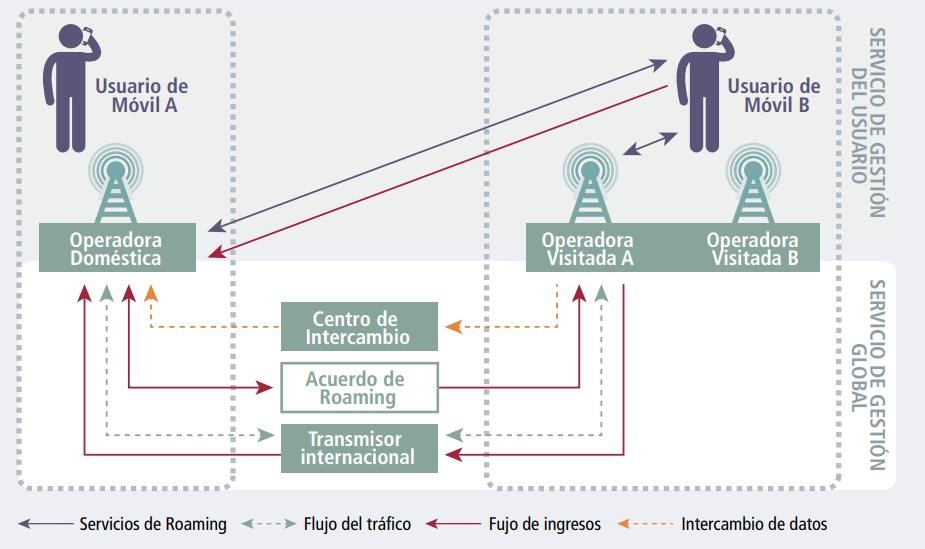 Usuario de
Móvil A
Usuario de
Móvil B
SERVICIO DE GESTIÓN
DEL USUARIO
Operadora
Doméstica
Operadora
Visitada A
Operadora
Visitada B
Centro de
Intercambio
Acuerdo de
Roaming
Transmisor
internacional
SERVICIO DE GESTIÓN
GLOBAL
Servicios de Roaming
Flujo del tráfico
Fujo de ingresos
Intercambio de datos